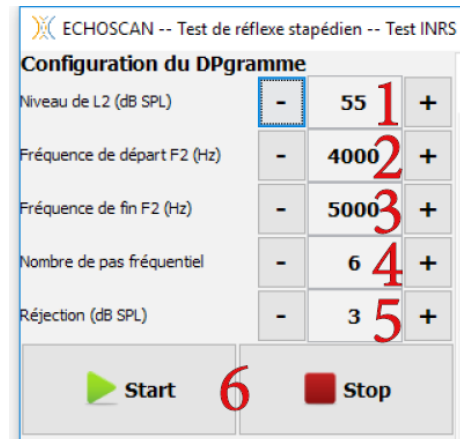 ECHOSCAN -- Test de réflexe stapédien -- Test INRS
Configuration du DPgramme
Niveau de L2 (dB SPL) - 55 1 +
Fréquence de départ F2 (Hz) - 4000 2 +
Fréquence de fin F2 (Hz) - 5000 3 +
Nombre de pas fréquentiel - 6 4 +
Réjection (dB SPL) - 3 5 +
Start 6 Stop